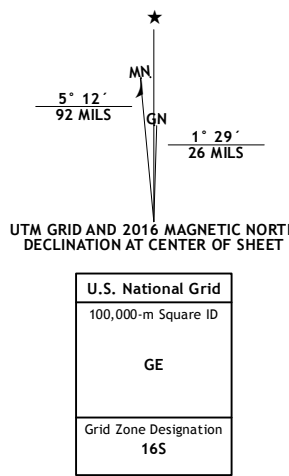 ★
MN
5° 12´
92 MILS
GN
1° 29´
26 MILS
UTM GRID AND 2016 MAGNETIC NORTH
DECLINATION AT CENTER OF SHEET
U.S. National Grid
100,000-m Square ID
GE
Grid Zone Designation
16S